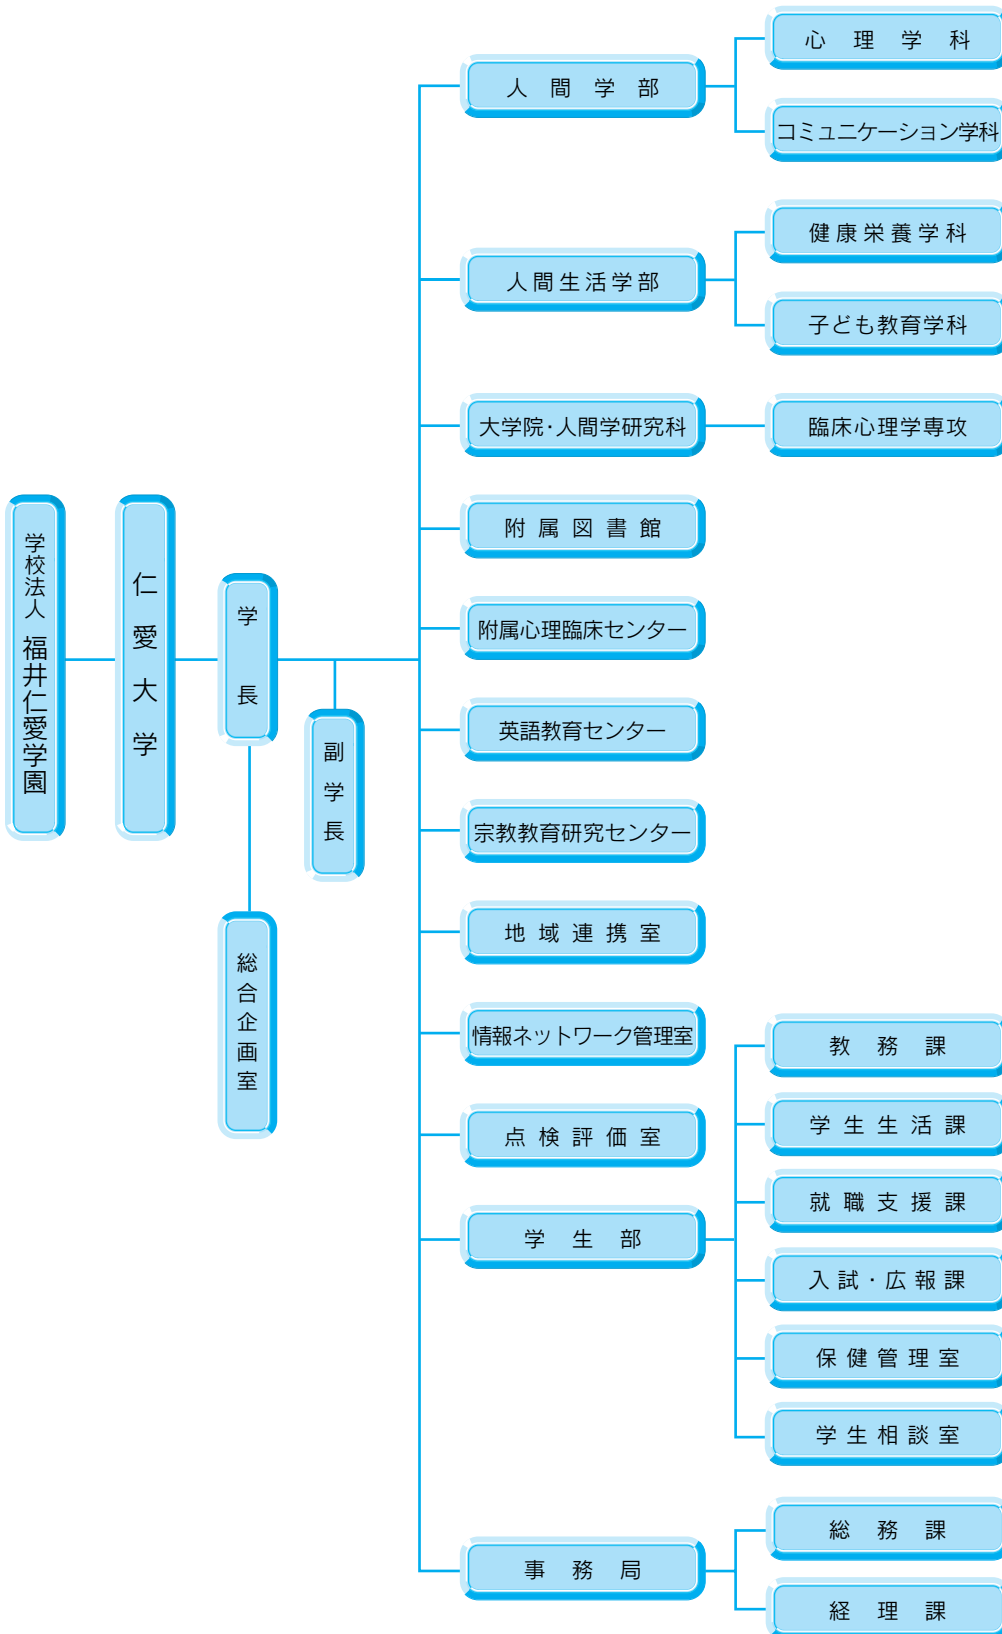 学校法人 福井仁愛学園
仁愛大学
学長
副学長
総合企画室
人間学部
心理学科
コミュニケーション学科
人間生活学部
健康栄養学科
子ども教育学科
大学院・人間学研究科
臨床心理学専攻
附属図書館
附属心理臨床センター
英語教育センター
宗教教育研究センター
地域連携室
情報ネットワーク管理室
点検評価室
学生部
教務課
学生生活課
就職支援課
入試・広報課
保健管理室
学生相談室
事務局
総務課
経理課